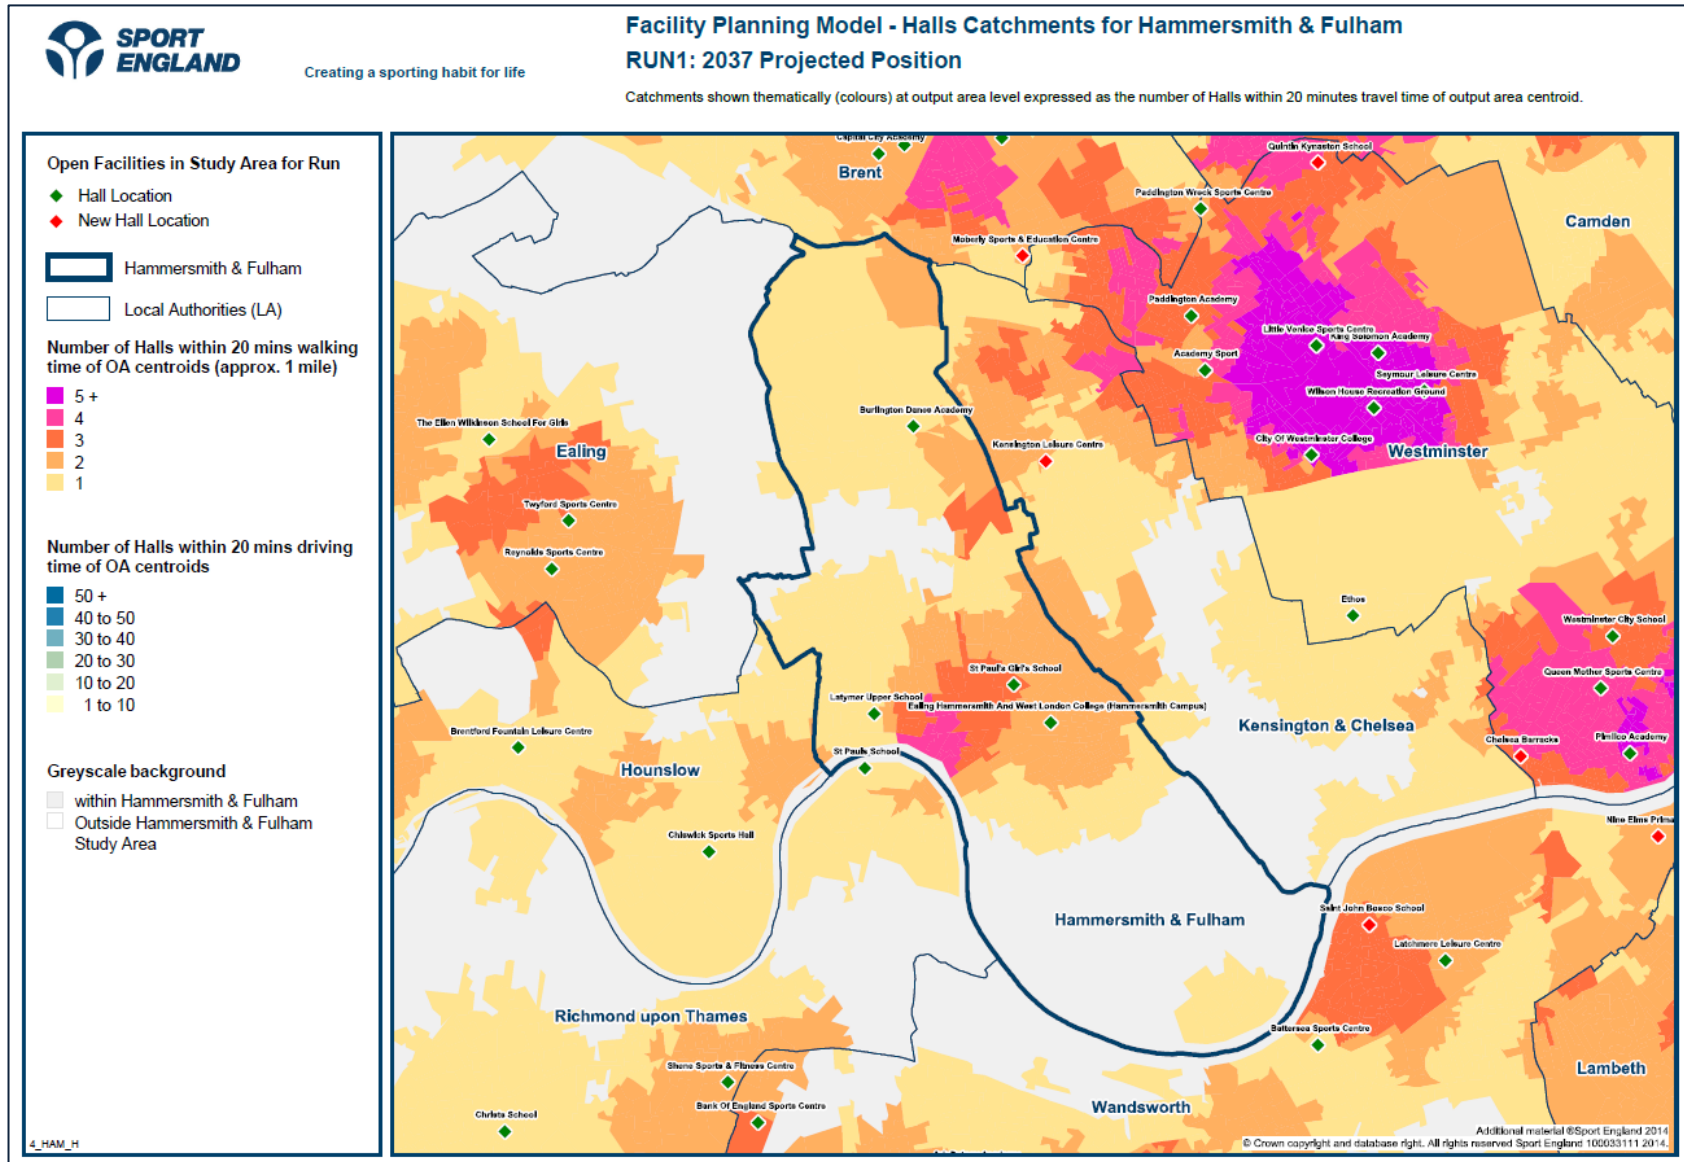 SPORT
ENGLAND
Creating a sporting habit for life
Facility Planning Model - Halls Catchments for Hammersmith & Fulham
RUN1: 2037 Projected Position
Catchments shown thematically (colours) at output area level expressed as the number of Halls within 20 minutes travel time of output area centroid.
Open Facilities in Study Area for Run
Hall Location
New Hall Location
Hammersmith & Fulham
Local Authorities (LA)
Number of Halls within 20 mins walking
time of OA centroids (approx. 1 mile)
5 +
4
3
2
1
Number of Halls within 20 mins driving
time of OA centroids
50 +
40 to 50
30 to 40
20 to 30
10 to 20
1 to 10
Greyscale background
within Hammersmith & Fulham
Outside Hammersmith & Fulham
Study Area
4_HAM_H
Capital City Academy
Brent
Quintin Kynaston School
Paddington Wreck Sports Centre
Camden
Moberly Sports & Education Centre
Paddington Academy
Little Venice Sports Centre
King Solomon Academy
Academy Sport
Seymour Leisure Centre
Wilson House Recreation Ground
Burlington Danes Academy
The Ellen Wilkinson School For Girls
Ealing
Kensington Leisure Centre
City Of Westminster College
Westminster
Twyford Sports Centre
Reynolds Sports Centre
Ethos
Westminster City School
St Paul's Girl's School
Queen Mother Sports Centre
Latymer Upper School
Ealing Hammersmith And West London College (Hammersmith Campus)
Kensington & Chelsea
Brentford Fountain Leisure Centre
St Pauls School
Chelsea Barracks
Pimlico Academy
Hounslow
Chiswick Sports Hall
Nine Elms Prima
Hammersmith & Fulham
Saint John Bosco School
Latchmere Leisure Centre
Richmond upon Thames
Battersea Sports Centre
Shene Sports & Fitness Centre
Lambeth
Bank Of England Sports Centre
Wandsworth
Christs School
Additional material ©Sport England 2014
© Crown copyright and database right. All rights reserved Sport England 100033111 2014.